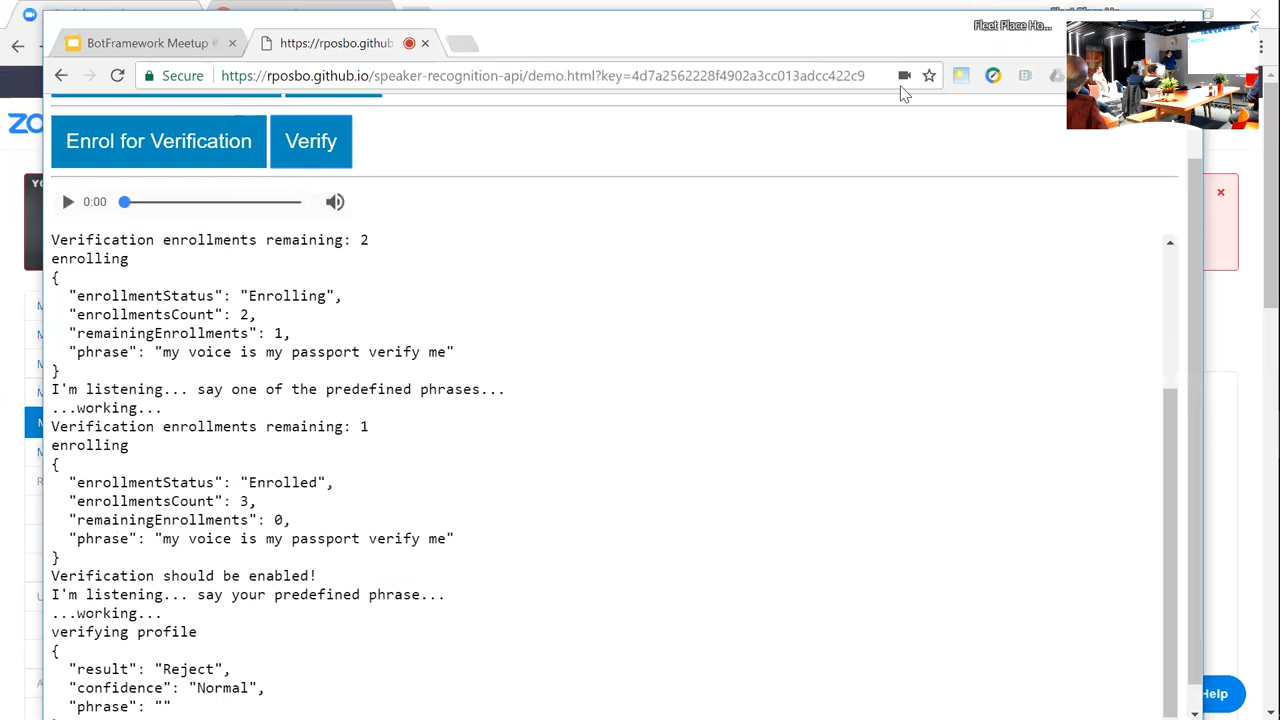 Fleet Place Ho...
BotFramework Meetup #
https://rposbo.github
Secure
https://rposbo.github.io/speaker-recognition-api/demo.html?key=4d7a2562228f4902a3cc013adcc422c9
Enrol for Verification
Verify
0:00
Verification enrollments remaining: 2
enrolling
{
"enrollmentStatus": "Enrolling",
"enrollmentsCount": 2,
"remainingEnrollments": 1,
"phrase": "my voice is my passport verify me"
}
I'm listening... say one of the predefined phrases...
...working...
Verification enrollments remaining: 1
enrolling
{
"enrollmentStatus": "Enrolled",
"enrollmentsCount": 3,
"remainingEnrollments": 0,
"phrase": "my voice is my passport verify me"
}
Verification should be enabled!
I'm listening... say your predefined phrase...
...working...
verifying profile
{
"result": "Reject",
"confidence": "Normal",
"phrase": ""
Help